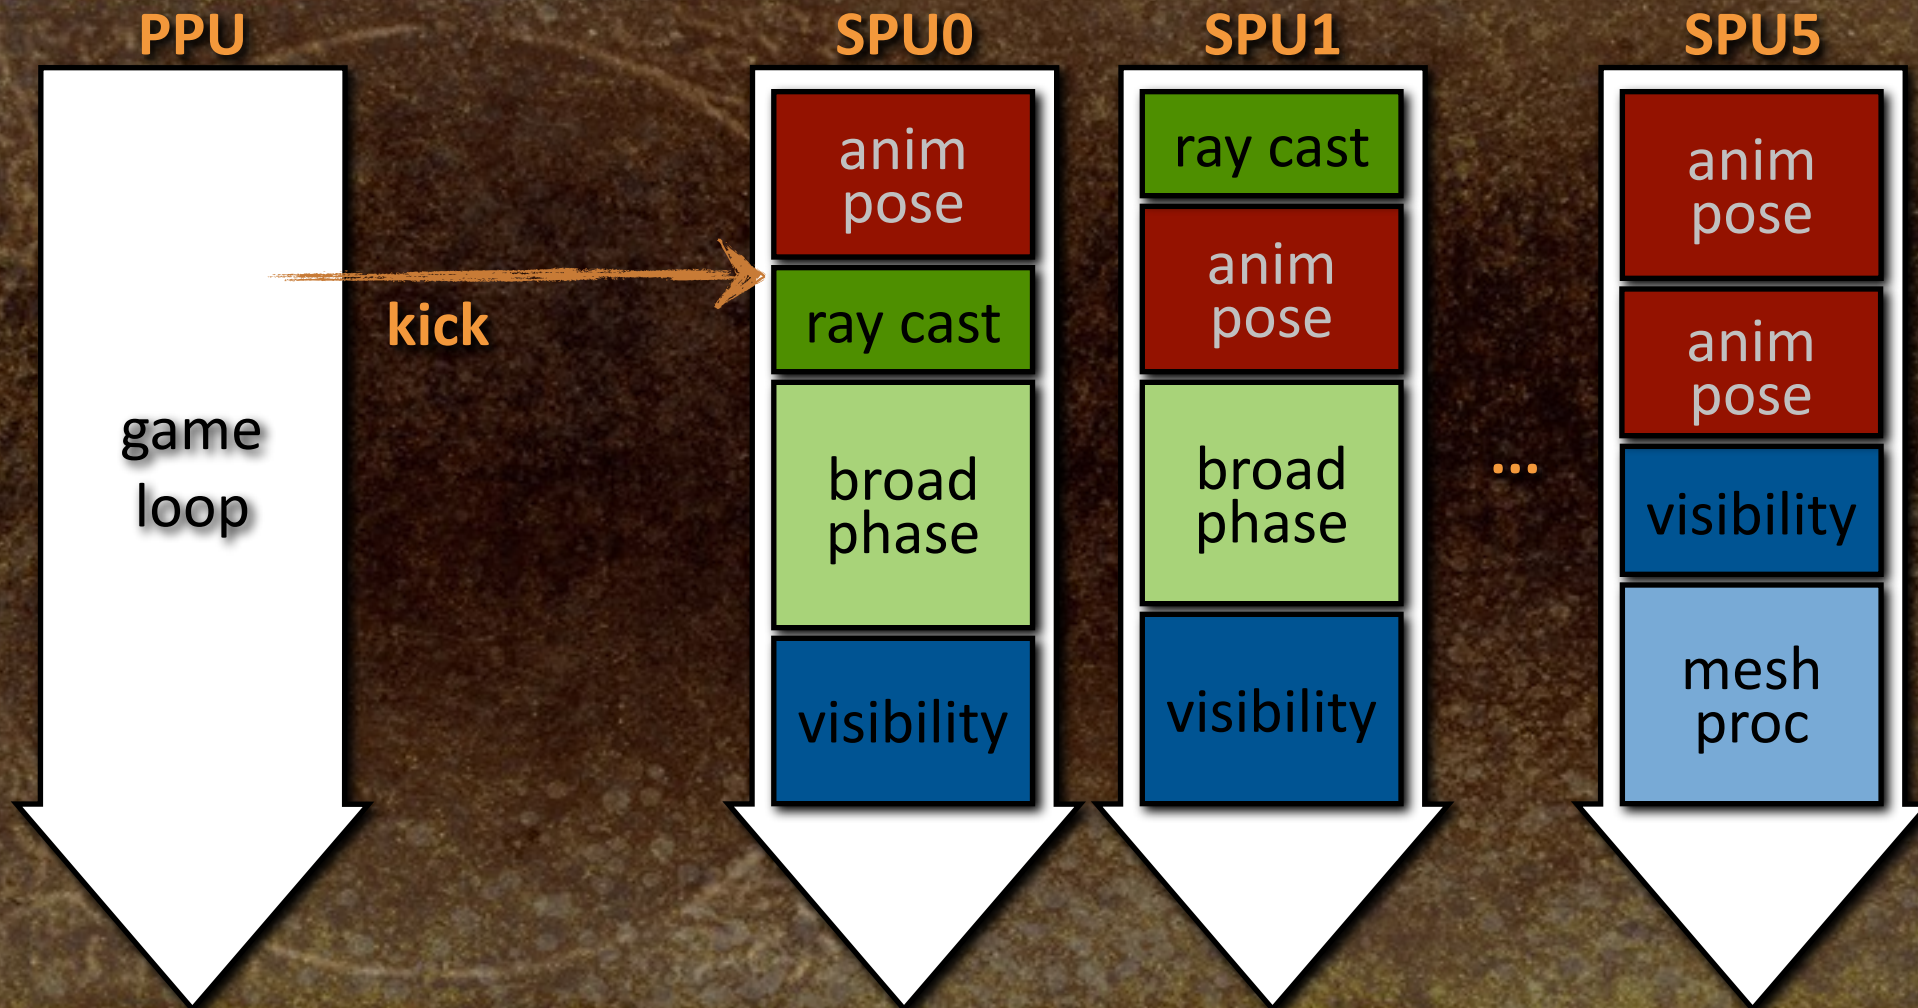 PPU
SPU0
SPU1
SPU5
kick
game
loop
anim
pose
ray cast
broad
phase
visibility
ray cast
anim
pose
broad
phase
visibility
...
anim
pose
anim
pose
visibility
mesh
proc